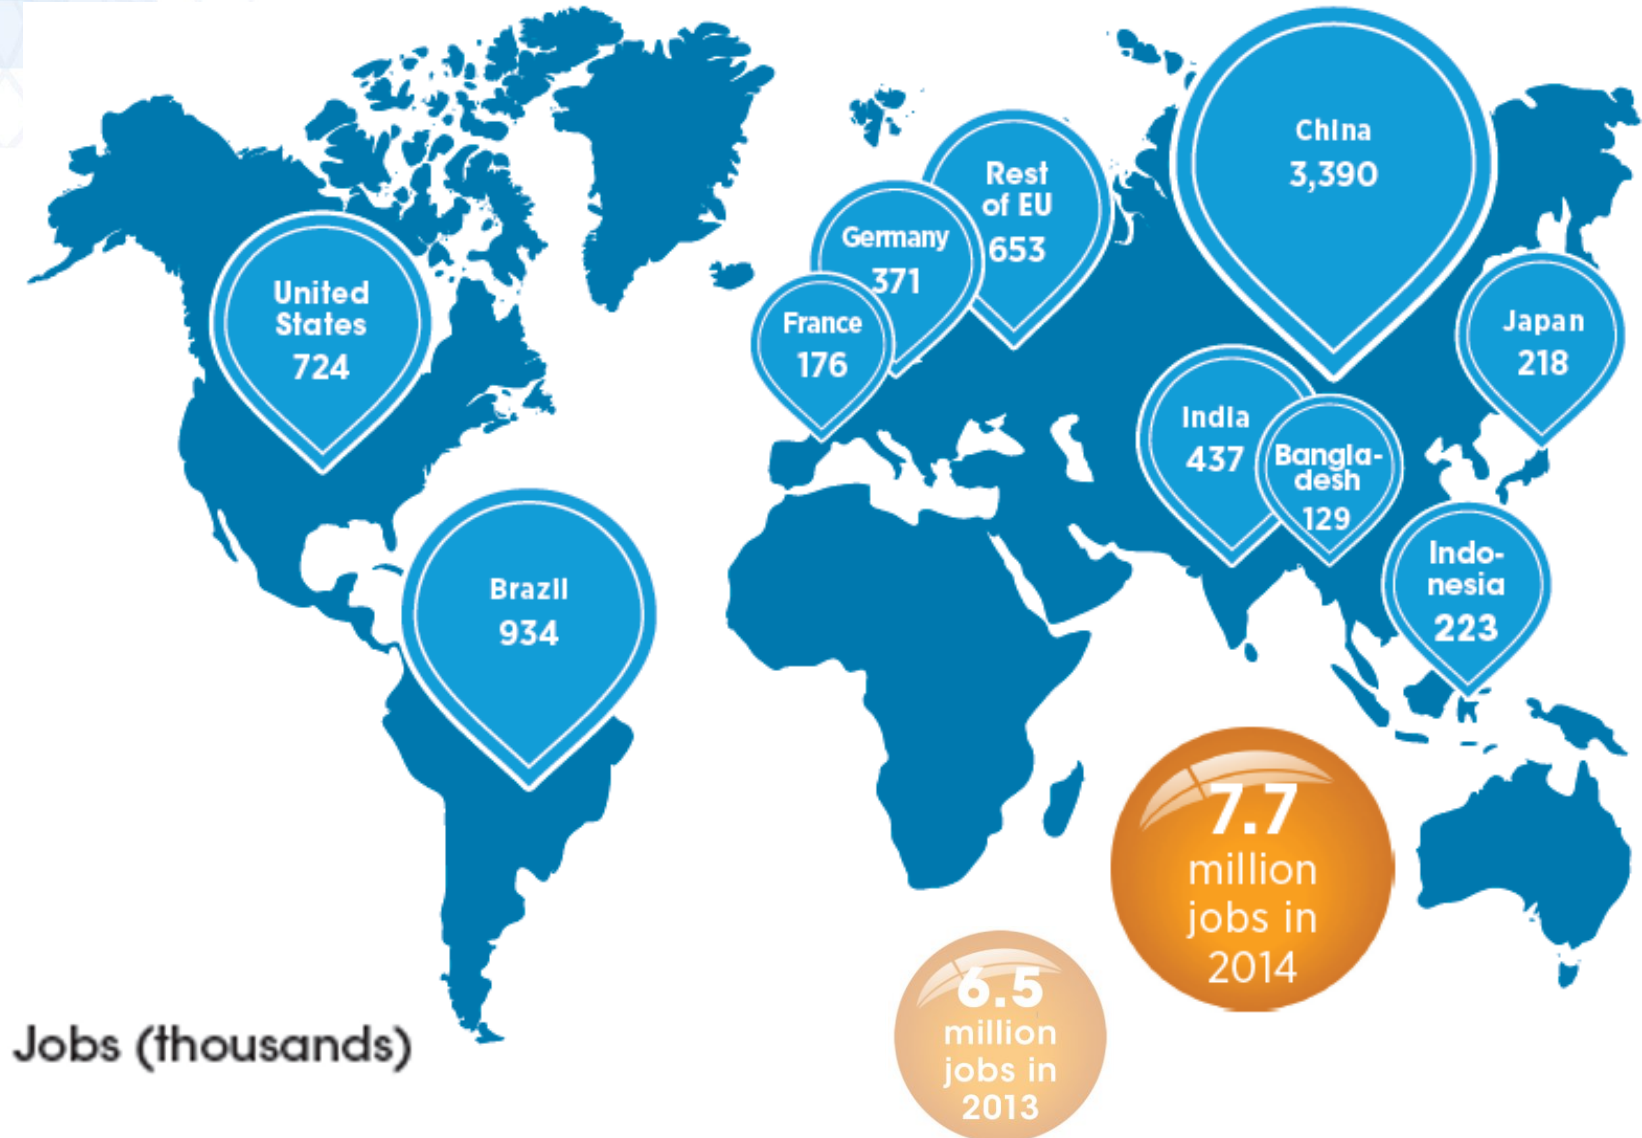 United
States
724
Brazil
934
France
176
Germany
371
Rest
of EU
653
China
3,390
Japan
218
India
437
Bangla-
desh
129
Indo-
nesia
223
7.7
million
jobs in
2014
6.5
million
jobs in
2013
Jobs (thousands)